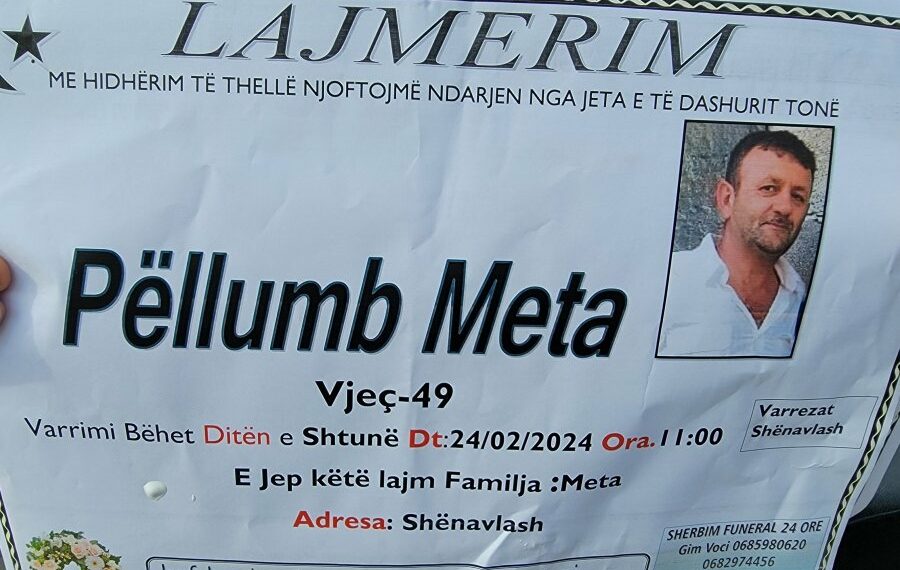 LAJMERIM
ME HIDHËRIM TË THELLË NJOFTOJMË NDARJEN NGA JETA E TË DASHURIT TONË
Pëllumb Meta
Vjeç-49
Varrimi Bëhet Ditën e Shtunë Dt:24/02/2024 Ora.11:00
Varrezat
Shënavlash
E Jep këtë lajm Familja :Meta
Adresa: Shënavlash
SHERBIM FUNERAL 24 ORE
Gim Voci 0685980620
0682974456